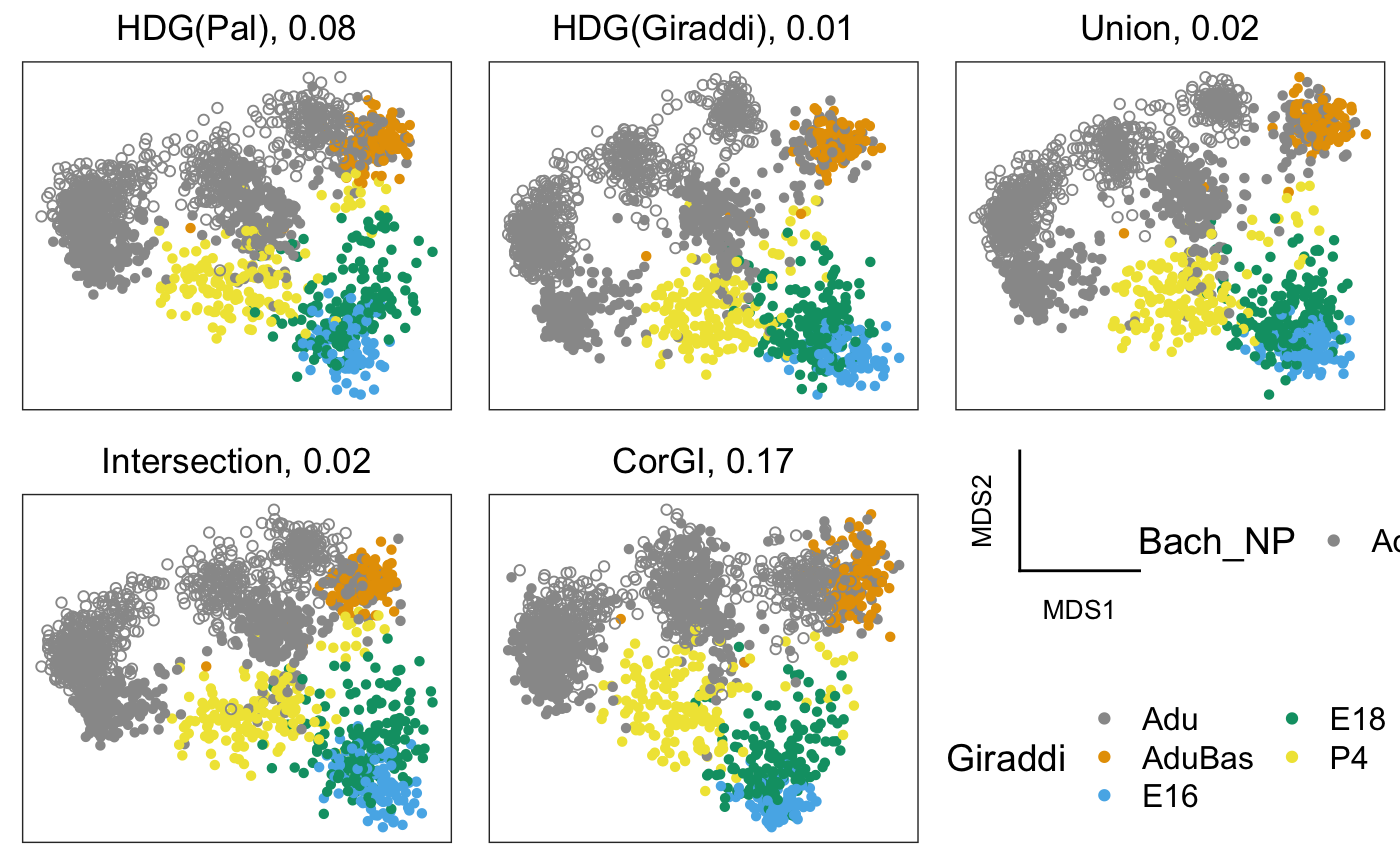 HDG(Pal), 0.08
HDG(Giraddi), 0.01
Union, 0.02
Intersection, 0.02
CorGI, 0.17
MDS2
MDS1
Bach_NP
Giraddi
Adu
AduBas
E16
E18
P4